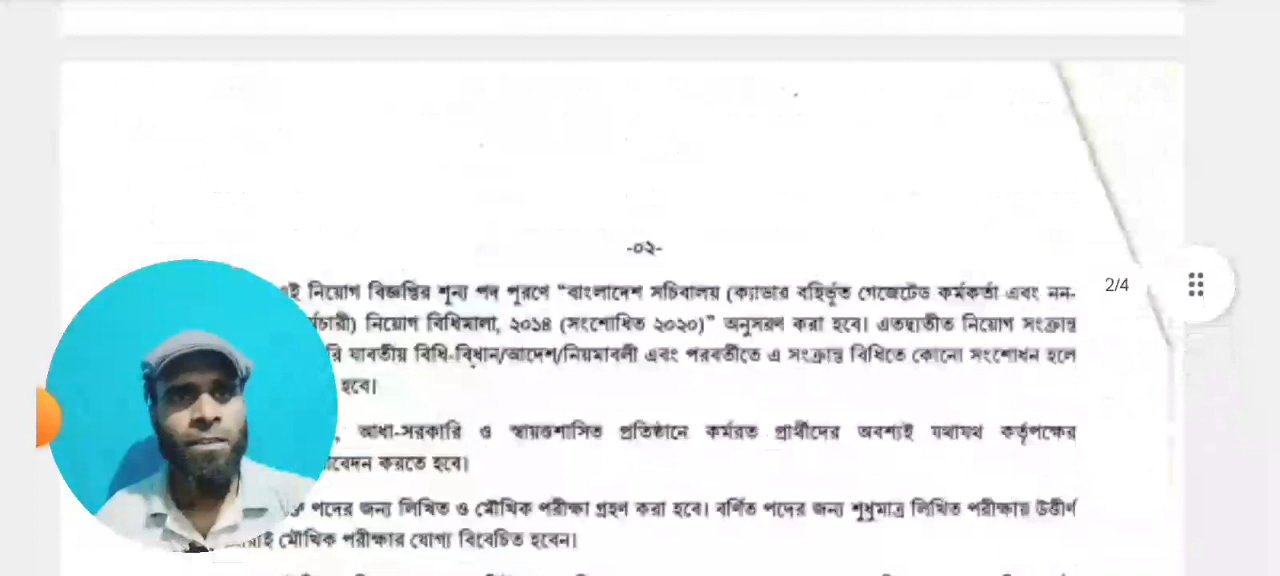 -০২-
ই নিয়োগ বিজ্ঞপ্তির শূন্য পদ পূরণে "বাংলাদেশ সচিবালয় (ক্যাডার বহির্ভূত গেজেটেড কর্মকর্তা এবং নন-
র্মচারী) নিয়োগ বিধিমালা, ২০১৪ (সংশোধিত ২০২০)" অনুসরণ করা হবে। এতদ্ব্যতীত নিয়োগ সংক্রান্ত
রি যাবতীয় বিধি-বিধান/আদেশ/নিয়মাবলী এবং পরবর্তীতে এ সংক্রান্ত বিধিতে কোনো সংশোধন হলে
হবে।
2/4
, আধা-সরকারি ও স্বায়ত্তশাসিত প্রতিষ্ঠানে কর্মরত প্রার্থীদের অবশ্যই যথাযথ কর্তৃপক্ষের
াবেদন করতে হবে।
পদের জন্য লিখিত ও মৌখিক পরীক্ষা গ্রহণ করা হবে। বর্ণিত পদের জন্য শুধুমাত্র লিখিত পরীক্ষায় উত্তীর্ণ
রাই মৌখিক পরীক্ষার যোগ্য বিবেচিত হবেন।